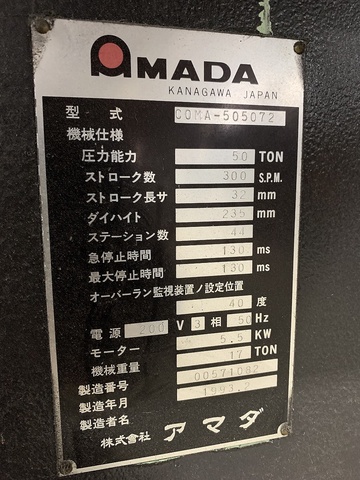 AMADA
KANAGAWA JAPAN
型式 COMA-505072
機械仕様
圧力能力 50 TON
ストローク数 300 S.P.M.
ストローク長サ 32 mm
ダイハイト 235 mm
ステーション数 44
急停止時間 130 ms
最大停止時間 130 ms
オーバーラン監視装置ノ設定位置
40 度
電源 200 V 3 相 50 Hz
モーター 5.5 KW
機械重量 17 TON
製造番号 00571082
製造年月 1993.2
製造者名
株式会社 アマダ